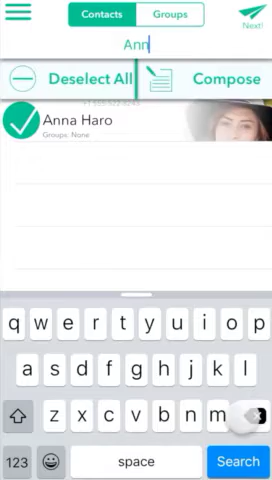 Contacts Groups
Next!
Ann
Deselect All Compose
Anna Haro
Groups: None
q w e r t y u i o p
a s d f g h j k l
z x c v b n m
123 space Search